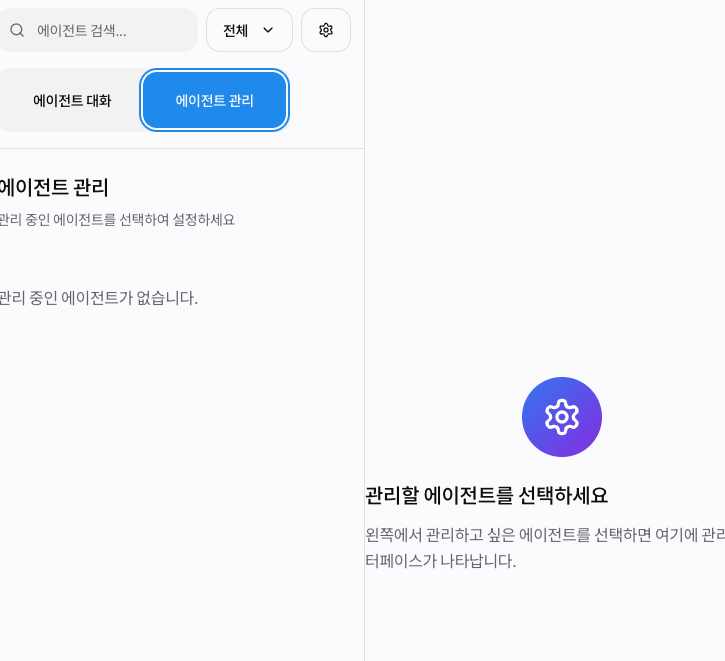 에이전트 검색...
전체
에이전트 대화
에이전트 관리
에이전트 관리
관리 중인 에이전트를 선택하여 설정하세요
관리 중인 에이전트가 없습니다.
관리할 에이전트를 선택하세요
왼쪽에서 관리하고 싶은 에이전트를 선택하면 여기에 관리
터페이스가 나타납니다.